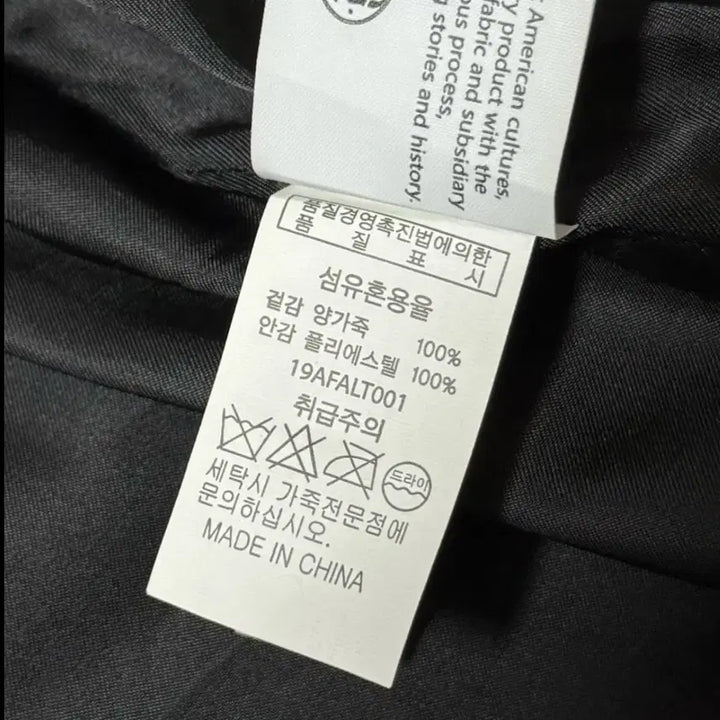 American cultures,
product with the
fabric and
ous process,
and subsidiary
stories and history.
품질경영촉진법에의한
품 질 표 시
섬유혼용율
겉감 양가죽 100%
안감 폴리에스텔 100%
19AFALT001
취급주의
드라이
세탁시 가죽전문점에
문의하십시오.
MADE IN CHINA